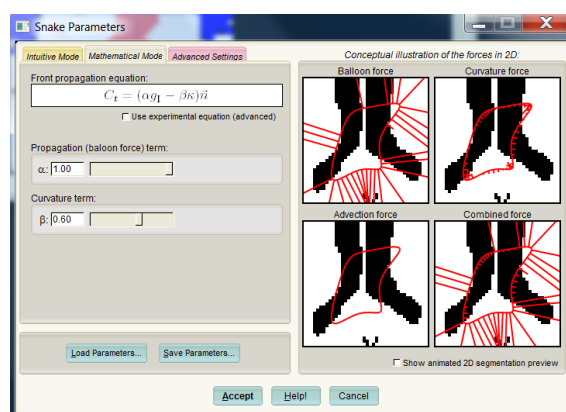 Snake Parameters
Intuitive Mode
Mathematical Mode
Advanced Settings
Front propagation equation:
C_t = (αg_I − βκ)n⃗
Use experimental equation (advanced)
Propagation (baloon force) term:
α: 1.00
Curvature term:
β: 0.60
Load Parameters...
Save Parameters...
Conceptual illustration of the forces in 2D:
Balloon force
Curvature force
Advection force
Combined force
Show animated 2D segmentation preview
Accept
Help!
Cancel